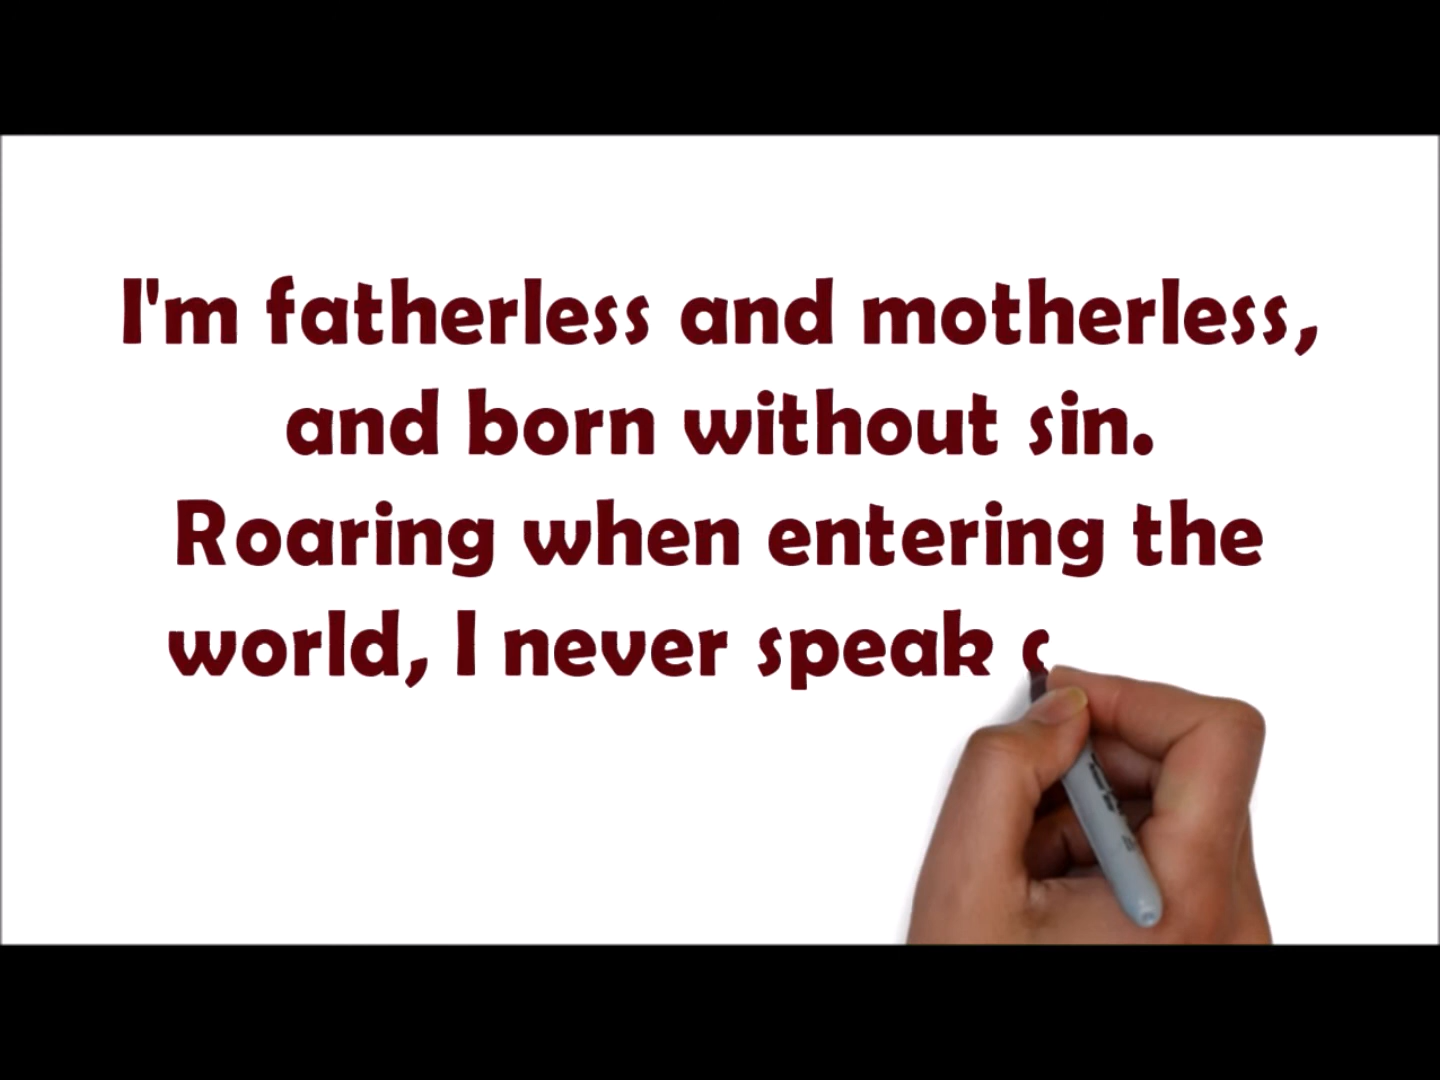 I'm fatherless and motherless,
and born without sin.
Roaring when entering the
world, I never speak